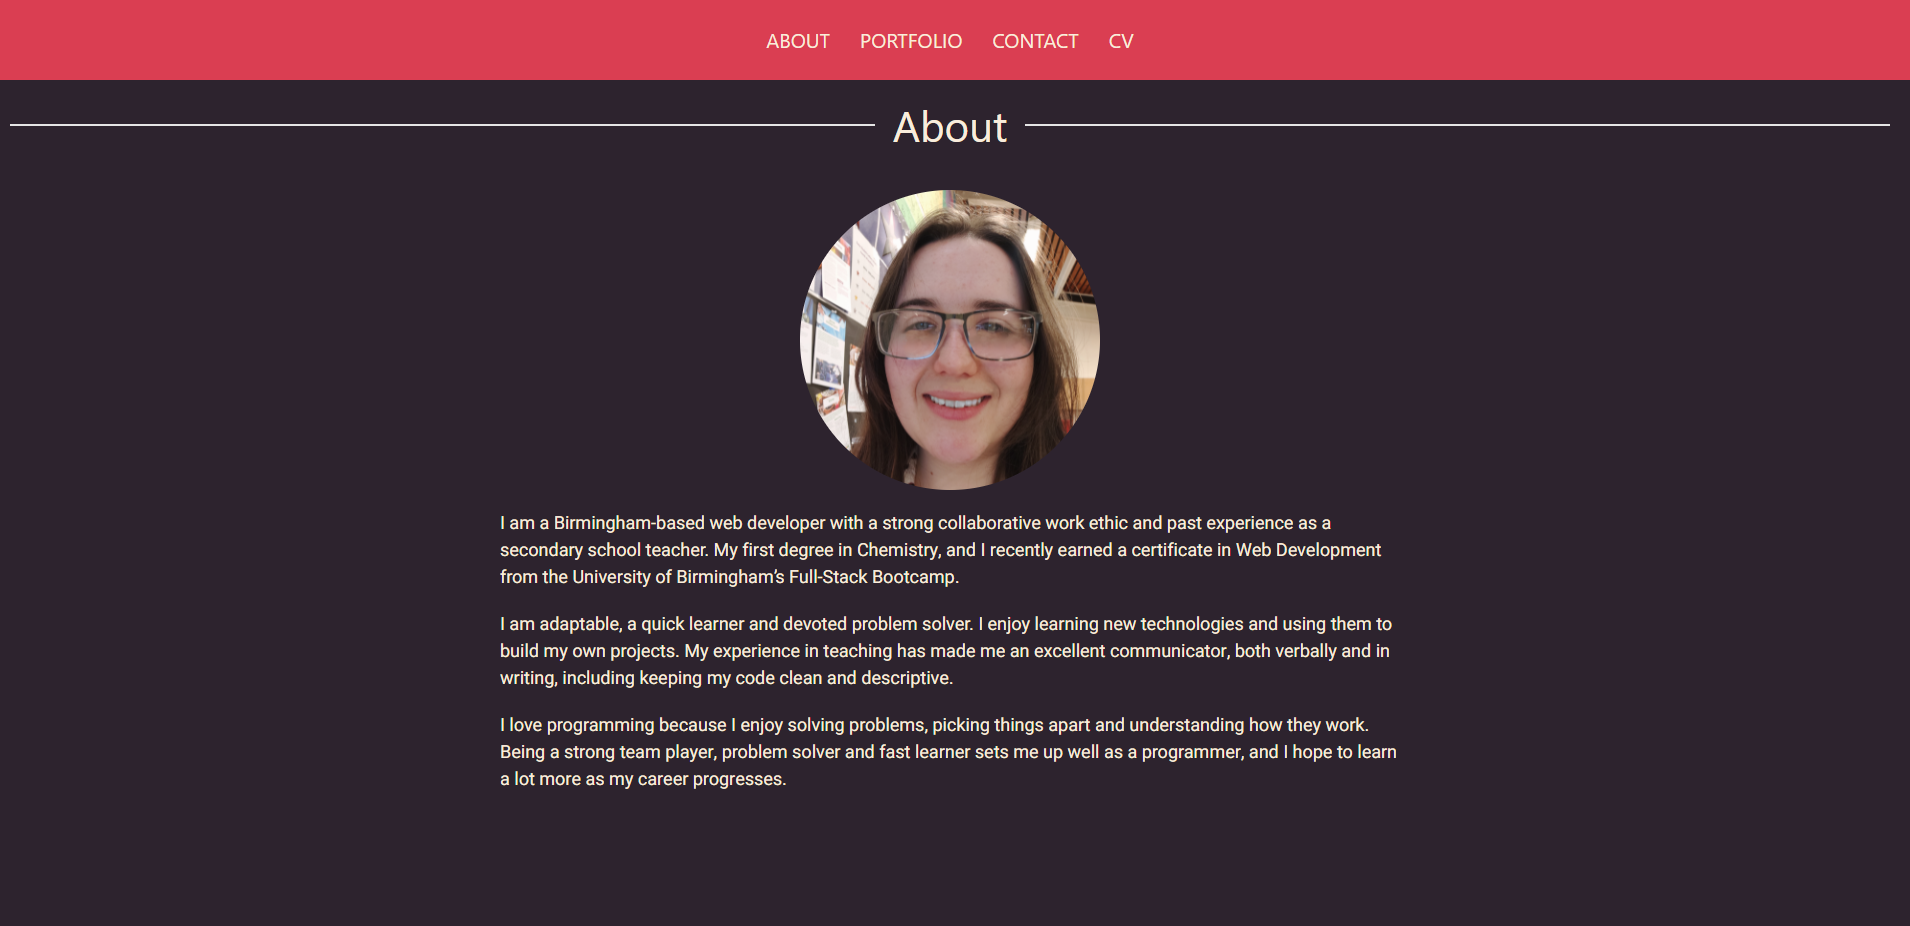 ABOUT PORTFOLIO CONTACT CV
About
I am a Birmingham-based web developer with a strong collaborative work ethic and past experience as a
secondary school teacher. My first degree in Chemistry, and I recently earned a certificate in Web Development
from the University of Birmingham’s Full-Stack Bootcamp.
I am adaptable, a quick learner and devoted problem solver. I enjoy learning new technologies and using them to
build my own projects. My experience in teaching has made me an excellent communicator, both verbally and in
writing, including keeping my code clean and descriptive.
I love programming because I enjoy solving problems, picking things apart and understanding how they work.
Being a strong team player, problem solver and fast learner sets me up well as a programmer, and I hope to learn
a lot more as my career progresses.